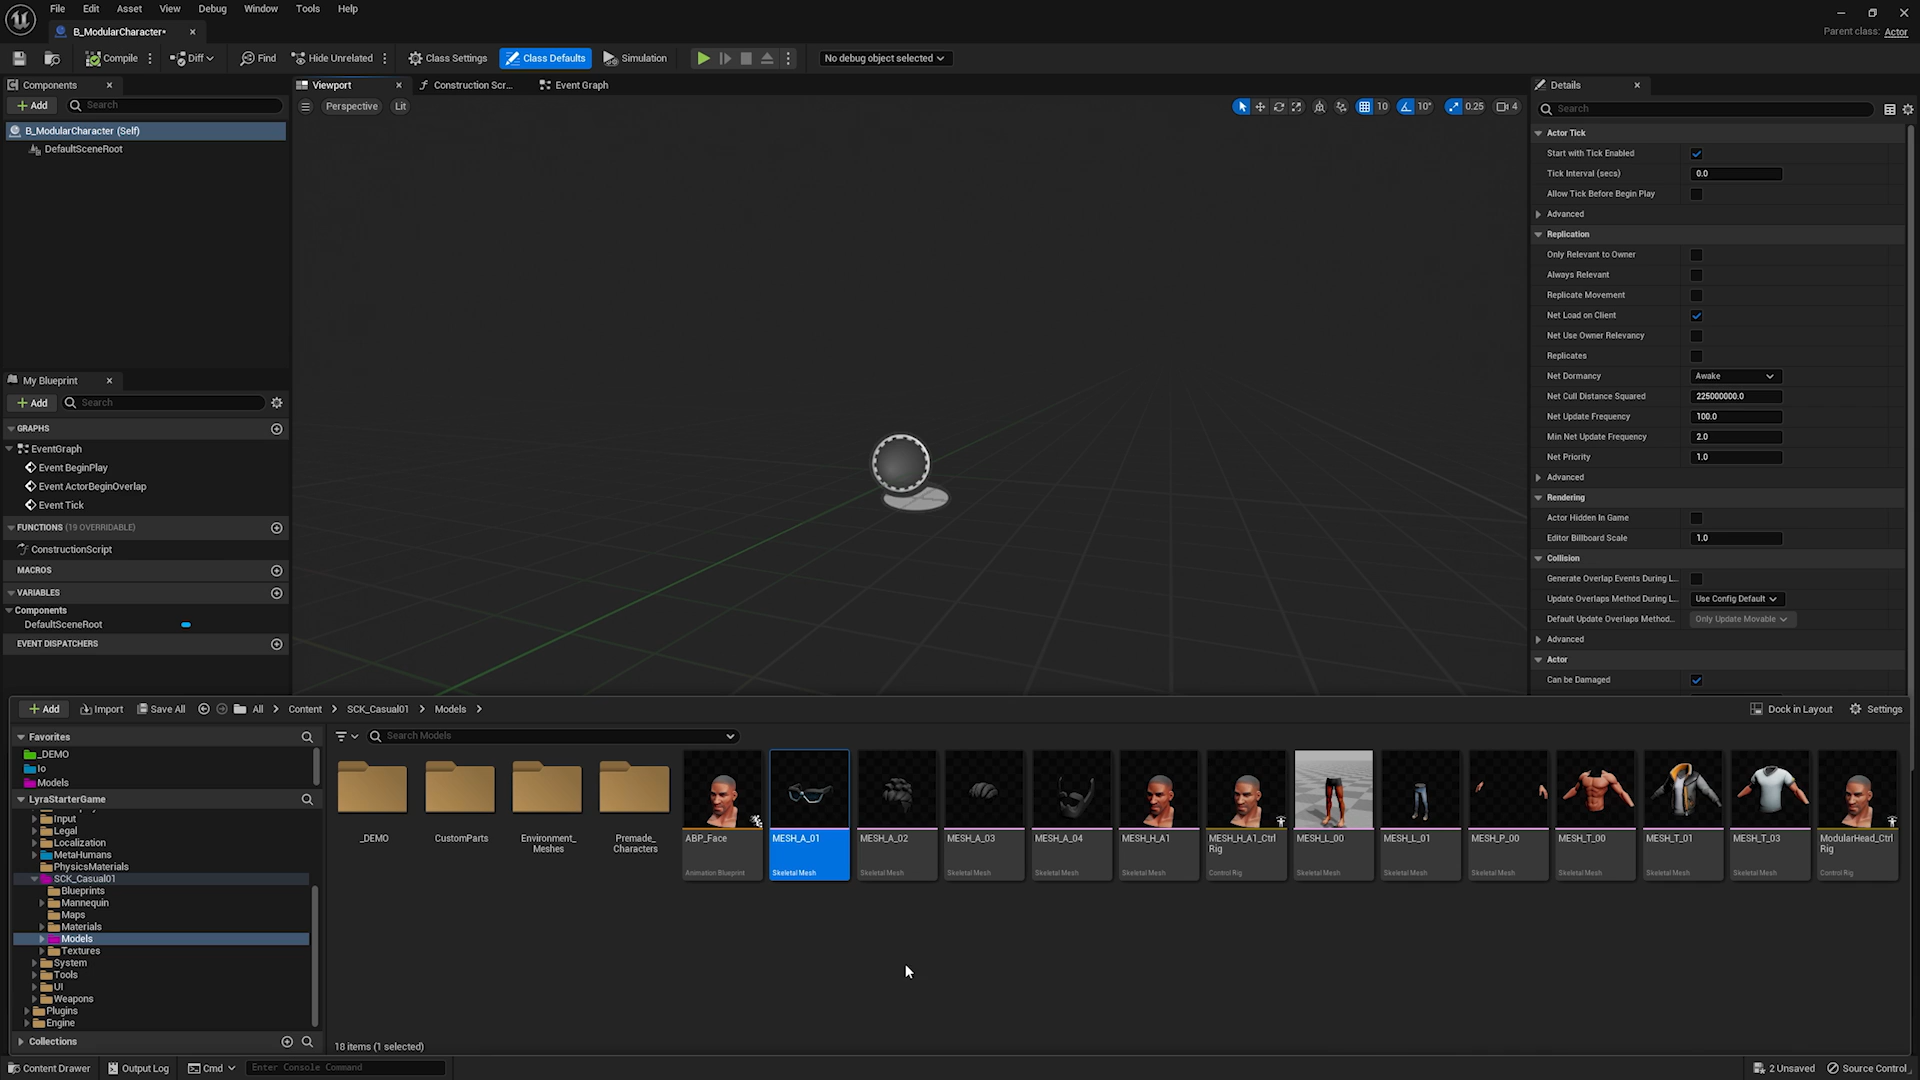 File Edit Asset View Debug Window Tools Help
B_ModularCharacter•
Parent class: Actor
Compile Diff Find Hide Unrelated Class Settings Class Defaults Simulation No debug object selected
Components
Add Search
B_ModularCharacter (Self)
DefaultSceneRoot
My Blueprint
Add Search
GRAPHS
EventGraph
Event BeginPlay
Event ActorBeginOverlap
Event Tick
FUNCTIONS (19 OVERRIDABLE)
ConstructionScript
MACROS
VARIABLES
Components
DefaultSceneRoot
EVENT DISPATCHERS
Viewport Construction Scr... Event Graph
Perspective Lit
10 10° 0.25 4
Details
Search
Actor Tick
Start with Tick Enabled
Tick Interval (secs) 0.0
Allow Tick Before Begin Play
Advanced
Replication
Only Relevant to Owner
Always Relevant
Replicate Movement
Net Load on Client
Net Use Owner Relevancy
Replicates
Net Dormancy Awake
Net Cull Distance Squared 225000000.0
Net Update Frequency 100.0
Min Net Update Frequency 2.0
Net Priority 1.0
Advanced
Rendering
Actor Hidden In Game
Editor Billboard Scale 1.0
Collision
Generate Overlap Events During L...
Update Overlaps Method During L... Use Config Default
Default Update Overlaps Method... Only Update Movable
Advanced
Actor
Can be Damaged
Add Import Save All All Content SCK_Casual01 Models Dock in Layout Settings
Favorites
_DEMO
Io
Models
LyraStarterGame
Input
Legal
Localization
MetaHumans
PhysicsMaterials
SCK_Casual01
Blueprints
Mannequin
Maps
Materials
Models
Textures
System
Tools
UI
Weapons
Plugins
Engine
Collections
Search Models
_DEMO
CustomParts
Environment_
Meshes
Premade_
Characters
ABP_Face
Animation Blueprint
MESH_A_01
Skeletal Mesh
MESH_A_02
Skeletal Mesh
MESH_A_03
Skeletal Mesh
MESH_A_04
Skeletal Mesh
MESH_H_A1
Skeletal Mesh
MESH_H_A1_Ctrl
Rig
Control Rig
MESH_L_00
Skeletal Mesh
MESH_L_01
Skeletal Mesh
MESH_P_00
Skeletal Mesh
MESH_T_00
Skeletal Mesh
MESH_T_01
Skeletal Mesh
MESH_T_03
Skeletal Mesh
ModularHead_Ctrl
Rig
Control Rig
18 items (1 selected)
Content Drawer Output Log Cmd Enter Console Command 2 Unsaved Source Control